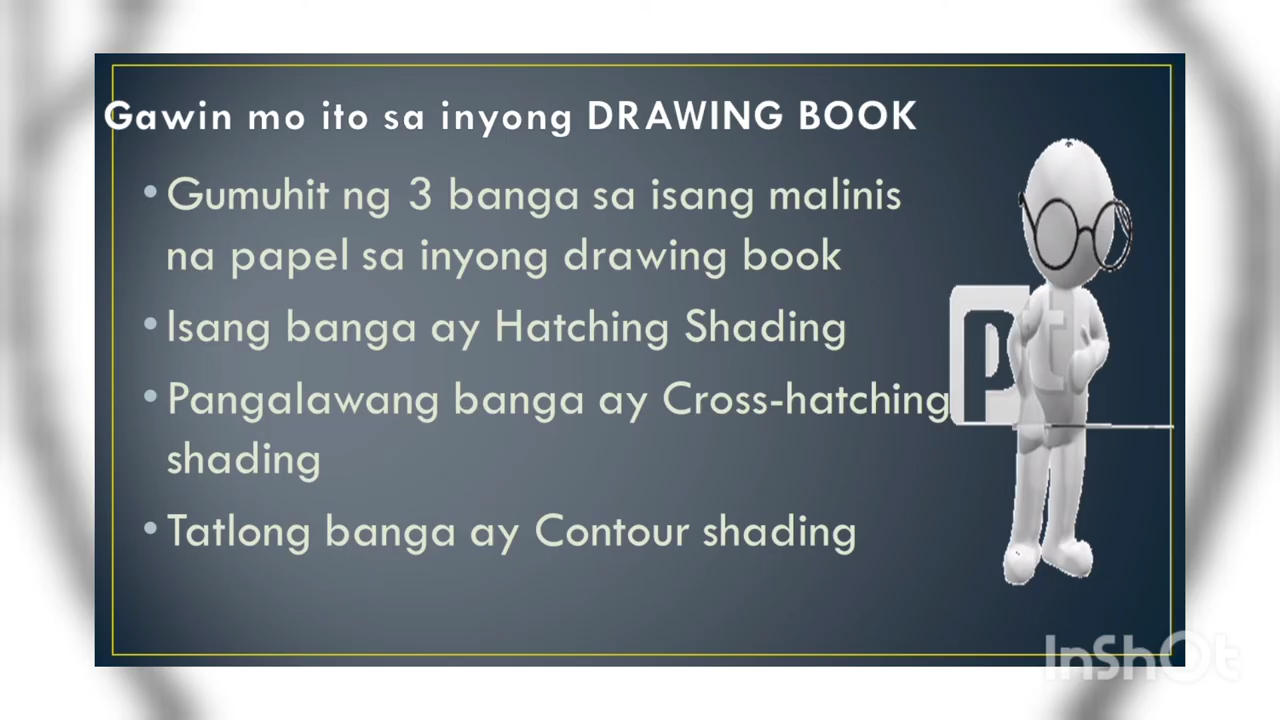 Gawin mo ito sa inyong DRAWING BOOK
• Gumuhit ng 3 banga sa isang malinis
na papel sa inyong drawing book
• Isang banga ay Hatching Shading
• Pangalawang banga ay Cross-hatching
shading
• Tatlong banga ay Contour shading
InShOt